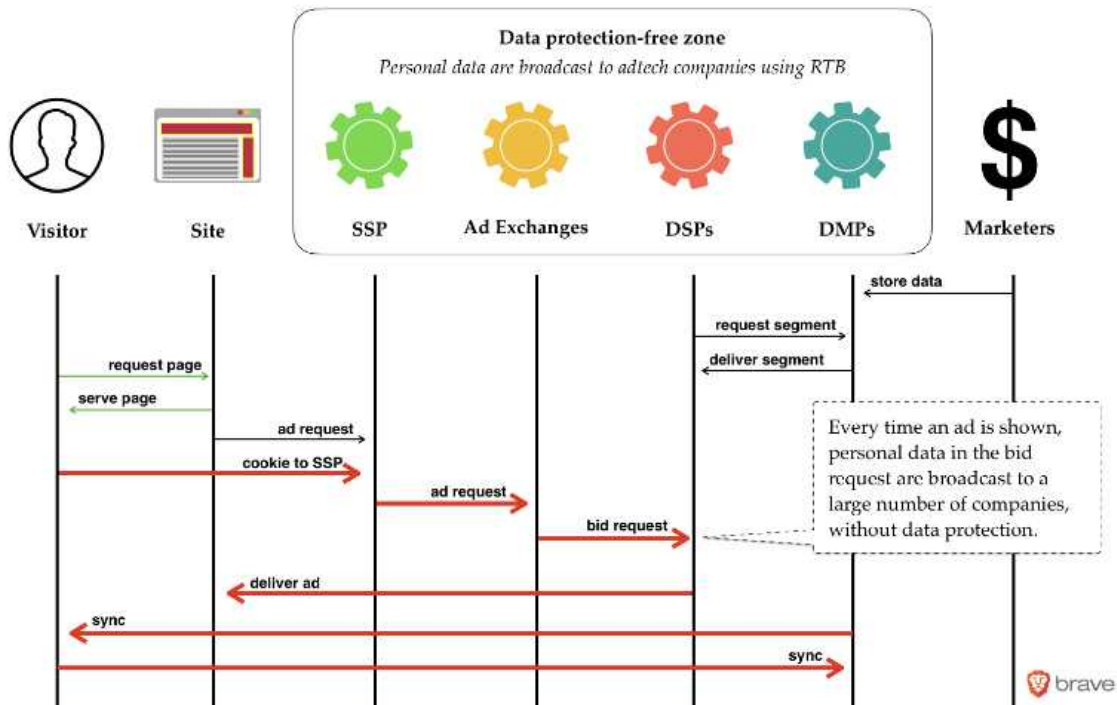 Data protection-free zone
Personal data are broadcast to adtech companies using RTB
Visitor
Site
SSP
Ad Exchanges
DSPs
DMPs
$
Marketers
store data
request segment
deliver segment
request page
serve page
ad request
cookie to SSP
ad request
bid request
Every time an ad is shown,
personal data in the bid
request are broadcast to a
large number of companies,
without data protection.
deliver ad
sync
sync
brave